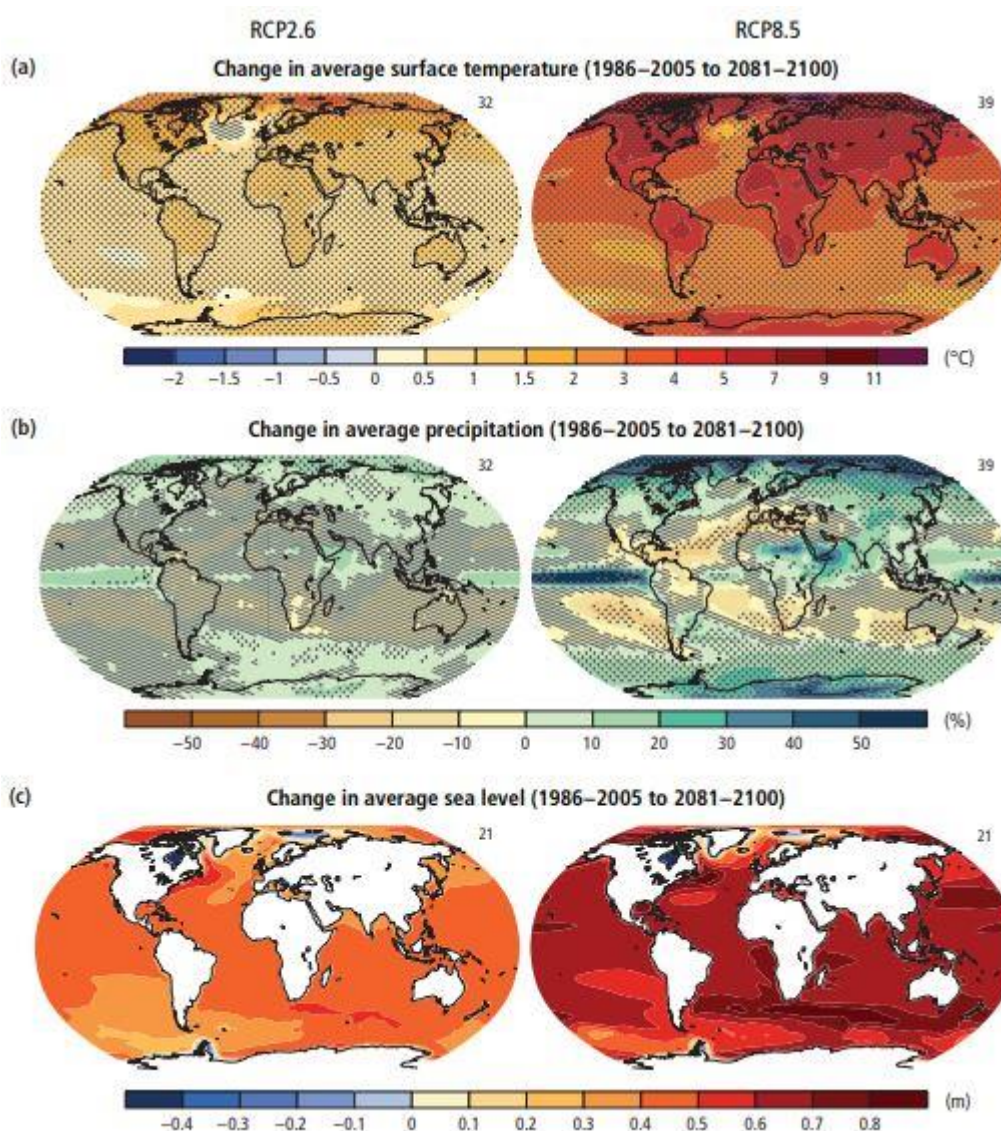 RCP2.6 RCP8.5
(a) Change in average surface temperature (1986–2005 to 2081–2100)
32 39
−2 −1.5 −1 −0.5 0 0.5 1 1.5 2 3 4 5 7 9 11 (°C)
(b) Change in average precipitation (1986–2005 to 2081–2100)
32 39
−50 −40 −30 −20 −10 0 10 20 30 40 50 (%)
(c) Change in average sea level (1986–2005 to 2081–2100)
21 21
−0.4 −0.3 −0.2 −0.1 0 0.1 0.2 0.3 0.4 0.5 0.6 0.7 0.8 (m)